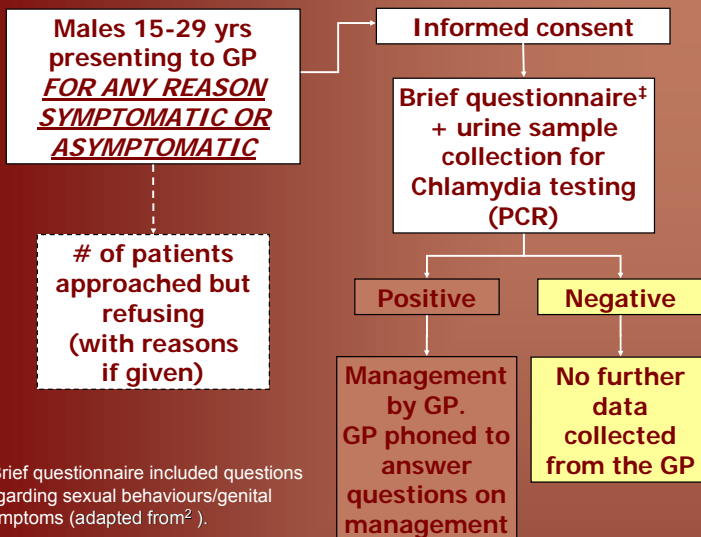 Males 15-29 yrs
presenting to GP
FOR ANY REASON
SYMPTOMATIC OR
ASYMPTOMATIC
# of patients
approached but
refusing
(with reasons
if given)
Informed consent
Brief questionnaire‡
+ urine sample
collection for
Chlamydia testing
(PCR)
Positive
Negative
Management
by GP.
GP phoned to
answer
questions on
management
No further
data
collected
from the GP
Brief questionnaire included questions
garding sexual behaviours/genital
mptoms (adapted from² ).